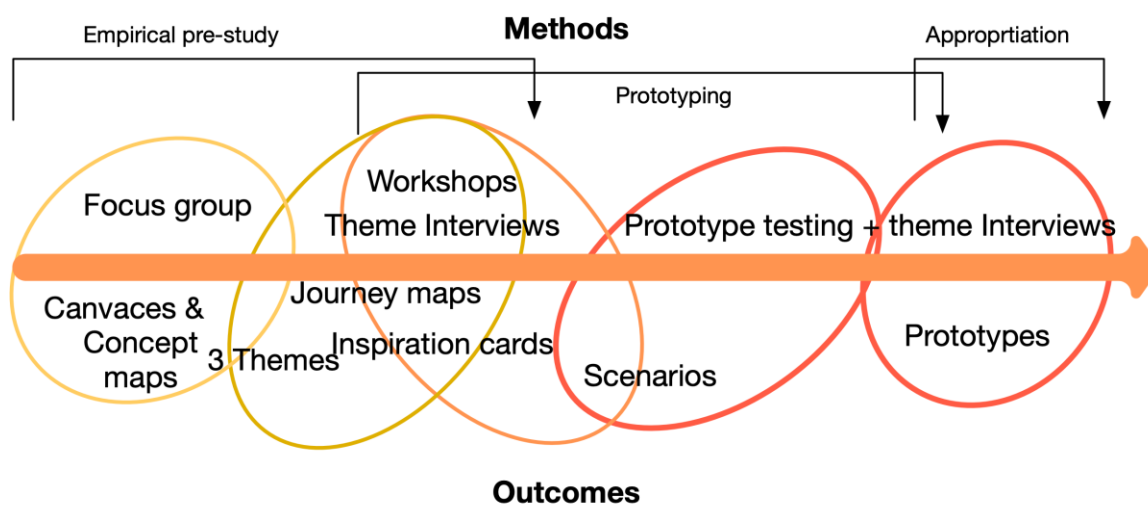 Methods
Empirical pre-study
Approprtiation
Prototyping
Workshops
Focus group
Theme Interviews
Prototype testing + theme Interviews
Journey maps
Canvaces &
Concept
maps
3 Themes
Inspiration cards
Scenarios
Prototypes
Outcomes